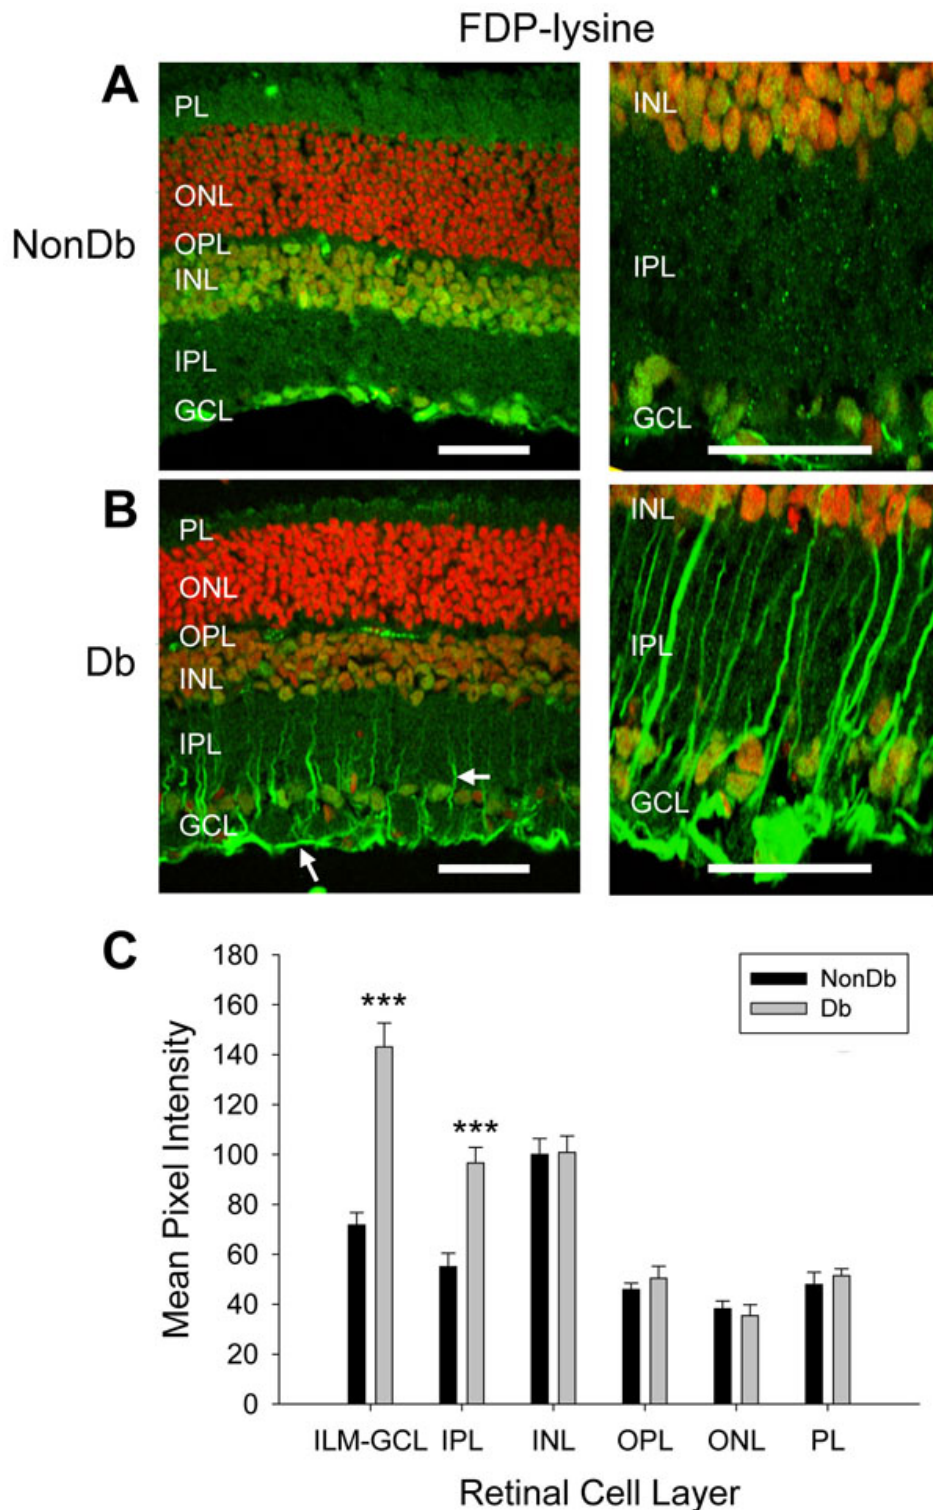 FDP-lysine
A
PL
ONL
OPL
INL
IPL
GCL
INL
IPL
GCL
NonDb
B
PL
ONL
OPL
INL
IPL
GCL
INL
IPL
GCL
Db
C
180
160
140
120
100
80
60
40
20
0
Mean Pixel Intensity
***
***
NonDb
Db
ILM-GCL IPL INL OPL ONL PL
Retinal Cell Layer